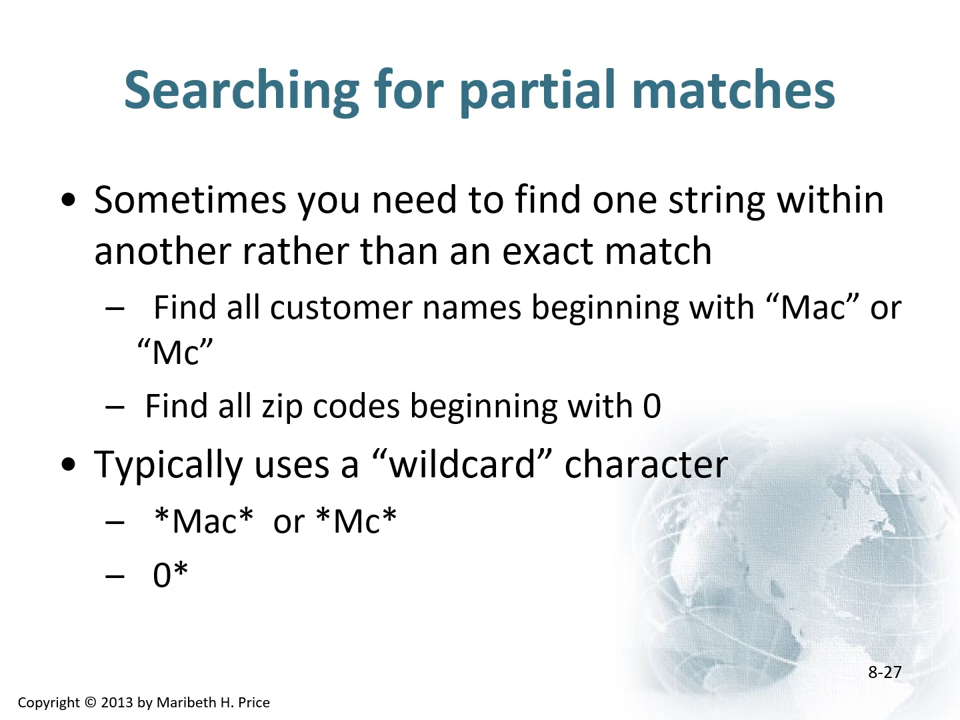 Searching for partial matches
• Sometimes you need to find one string within
another rather than an exact match
– Find all customer names beginning with “Mac” or
“Mc”
– Find all zip codes beginning with 0
• Typically uses a “wildcard” character
– *Mac* or *Mc*
– 0*
8-27
Copyright © 2013 by Maribeth H. Price